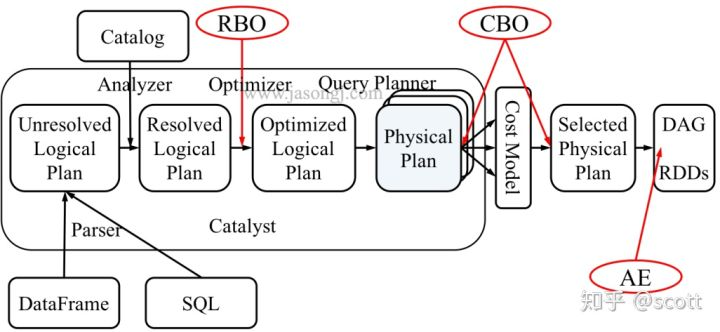 RBO
CBO
Catalog
Analyzer
Optimizer
Query Planner
www.jasongj.com
Unresolved
Logical
Plan
Resolved
Logical
Plan
Optimized
Logical
Plan
Physical
Plan
Cost Model
Selected
Physical
Plan
DAG
RDDs
Parser
Catalyst
DataFrame
SQL
AE
知乎 @scott